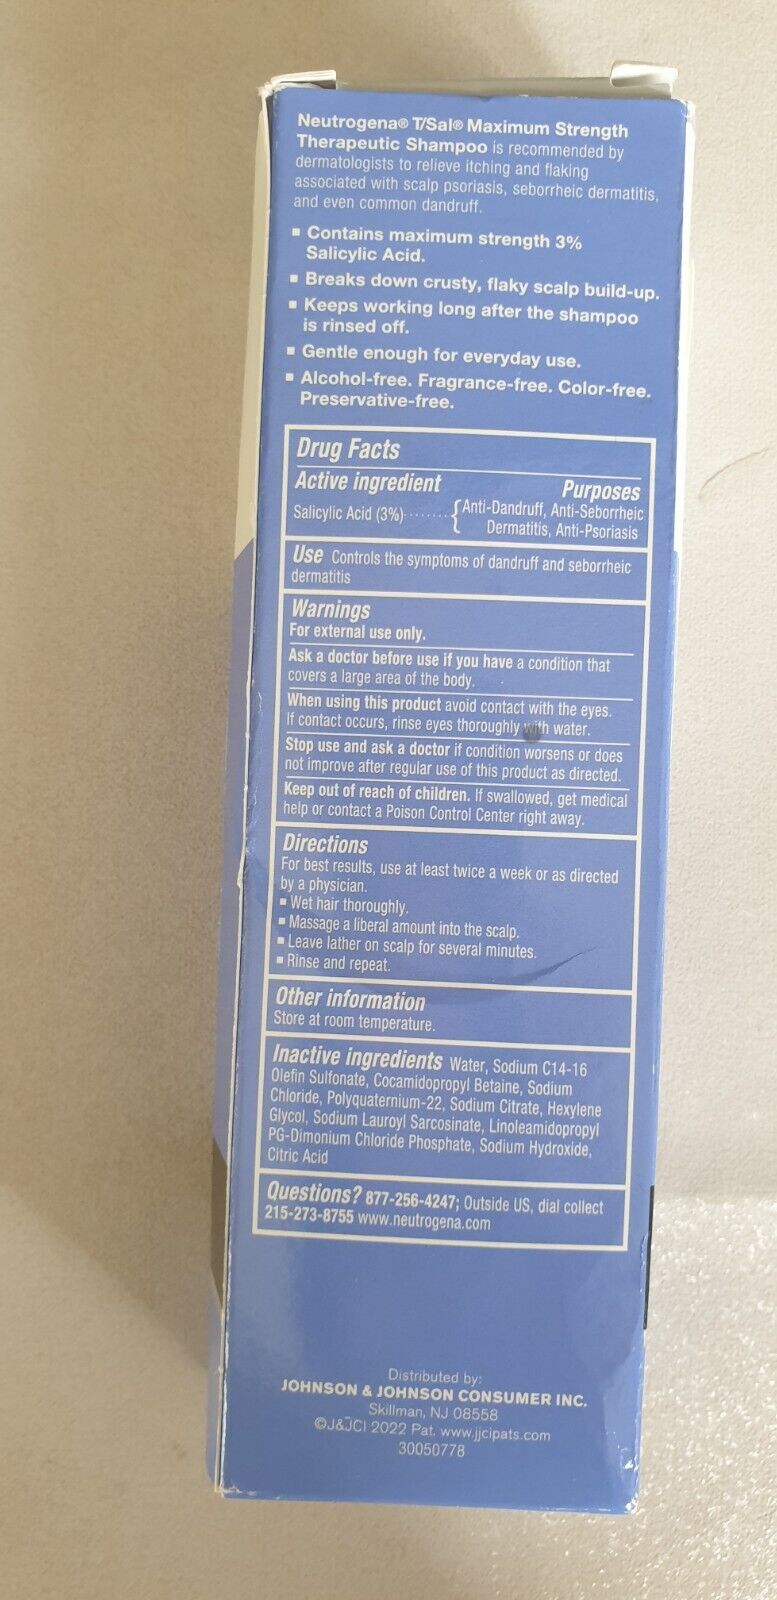 Neutrogena® T/Sal® Maximum Strength
Therapeutic Shampoo is recommended by
dermatologists to relieve itching and flaking
associated with scalp psoriasis, seborrheic dermatitis,
and even common dandruff.
▪ Contains maximum strength 3%
Salicylic Acid.
▪ Breaks down crusty, flaky scalp build-up.
▪ Keeps working long after the shampoo
is rinsed off.
▪ Gentle enough for everyday use.
▪ Alcohol-free. Fragrance-free. Color-free.
Preservative-free.
Drug Facts
Active ingredient Purposes
Salicylic Acid (3%)········{Anti-Dandruff, Anti-Seborrheic
Dermatitis, Anti-Psoriasis
Use Controls the symptoms of dandruff and seborrheic
dermatitis
Warnings
For external use only.
Ask a doctor before use if you have a condition that
covers a large area of the body.
When using this product avoid contact with the eyes.
If contact occurs, rinse eyes thoroughly with water.
Stop use and ask a doctor if condition worsens or does
not improve after regular use of this product as directed.
Keep out of reach of children. If swallowed, get medical
help or contact a Poison Control Center right away.
Directions
For best results, use at least twice a week or as directed
by a physician.
▪ Wet hair thoroughly.
▪ Massage a liberal amount into the scalp.
▪ Leave lather on scalp for several minutes.
▪ Rinse and repeat.
Other information
Store at room temperature.
Inactive ingredients Water, Sodium C14-16
Olefin Sulfonate, Cocamidopropyl Betaine, Sodium
Chloride, Polyquaternium-22, Sodium Citrate, Hexylene
Glycol, Sodium Lauroyl Sarcosinate, Linoleamidopropyl
PG-Dimonium Chloride Phosphate, Sodium Hydroxide,
Citric Acid
Questions? 877-256-4247; Outside US, dial collect
215-273-8755 www.neutrogena.com
Distributed by:
JOHNSON & JOHNSON CONSUMER INC.
Skillman, NJ 08558
©J&JCI 2022 Pat. www.jjcipats.com
30050778